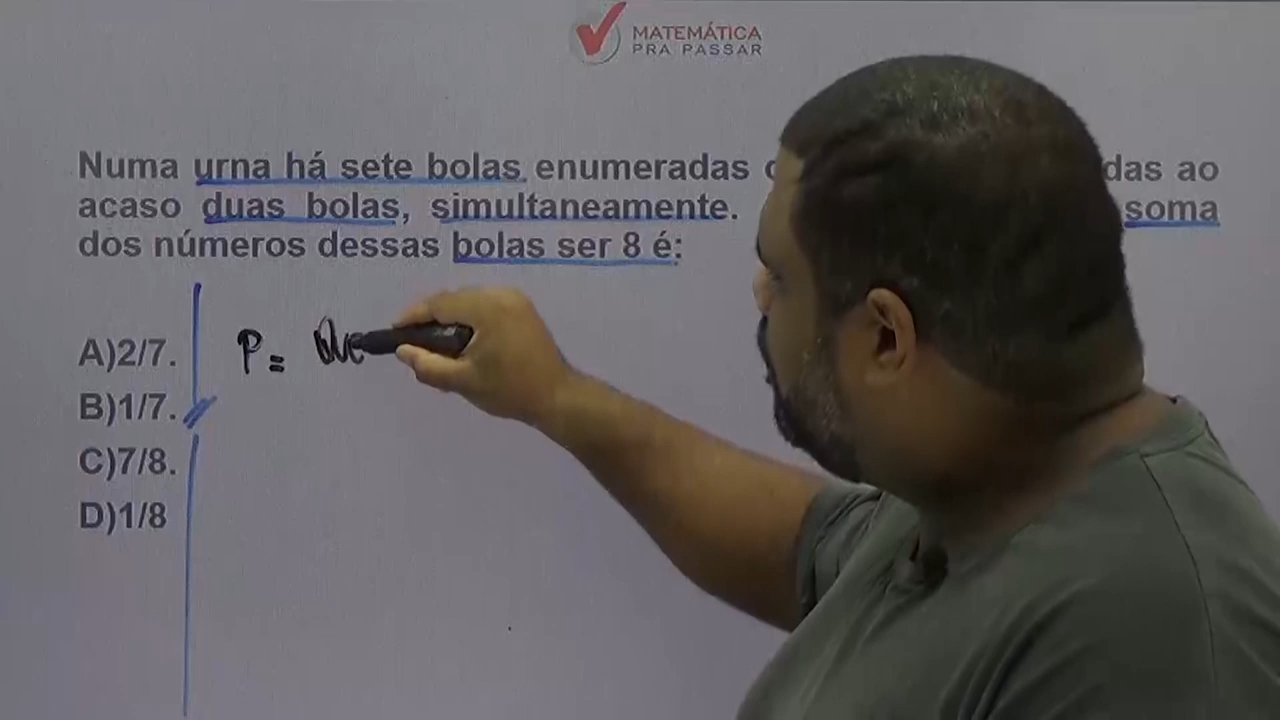 MATEMÁTICA
PRA PASSAR
Numa urna há sete bolas enumeradas ao
acaso duas bolas, simultaneamente. soma
dos números dessas bolas ser 8 é:
A)2/7.
B)1/7.
C)7/8.
D)1/8
P =